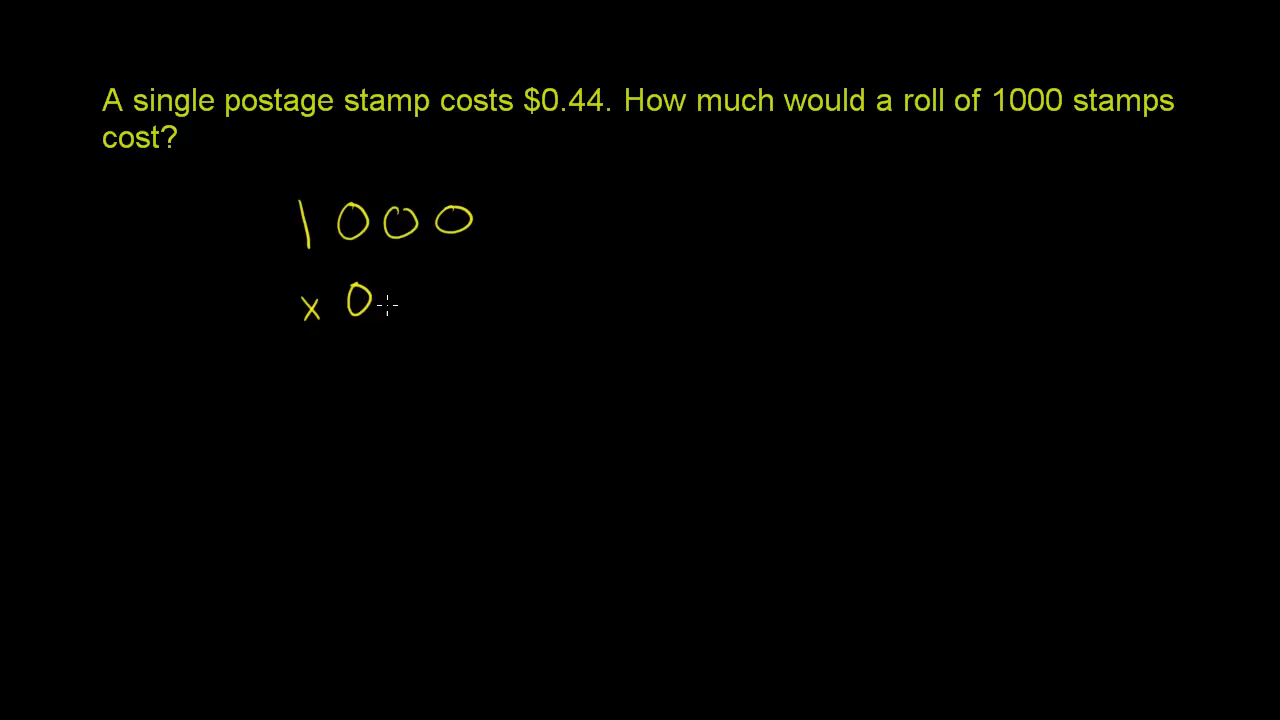 A single postage stamp costs $0.44. How much would a roll of 1000 stamps
cost?
1000
x 0